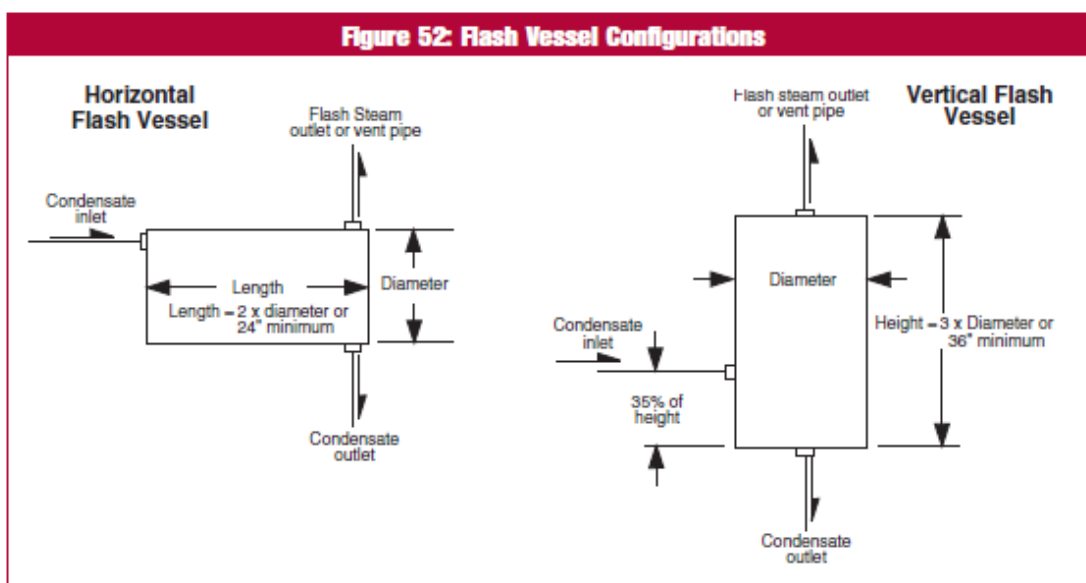 Figure 52: Flash Vessel Configurations
Horizontal
Flash Vessel
Flash Steam
outlet or vent pipe
Condensate
inlet
Length
Length = 2 x diameter or
24" minimum
Diameter
Condensate
outlet
Flash steam outlet
or vent pipe
Vertical Flash
Vessel
Diameter
Condensate
inlet
Height = 3 x Diameter or
36" minimum
35% of
height
Condensate
outlet